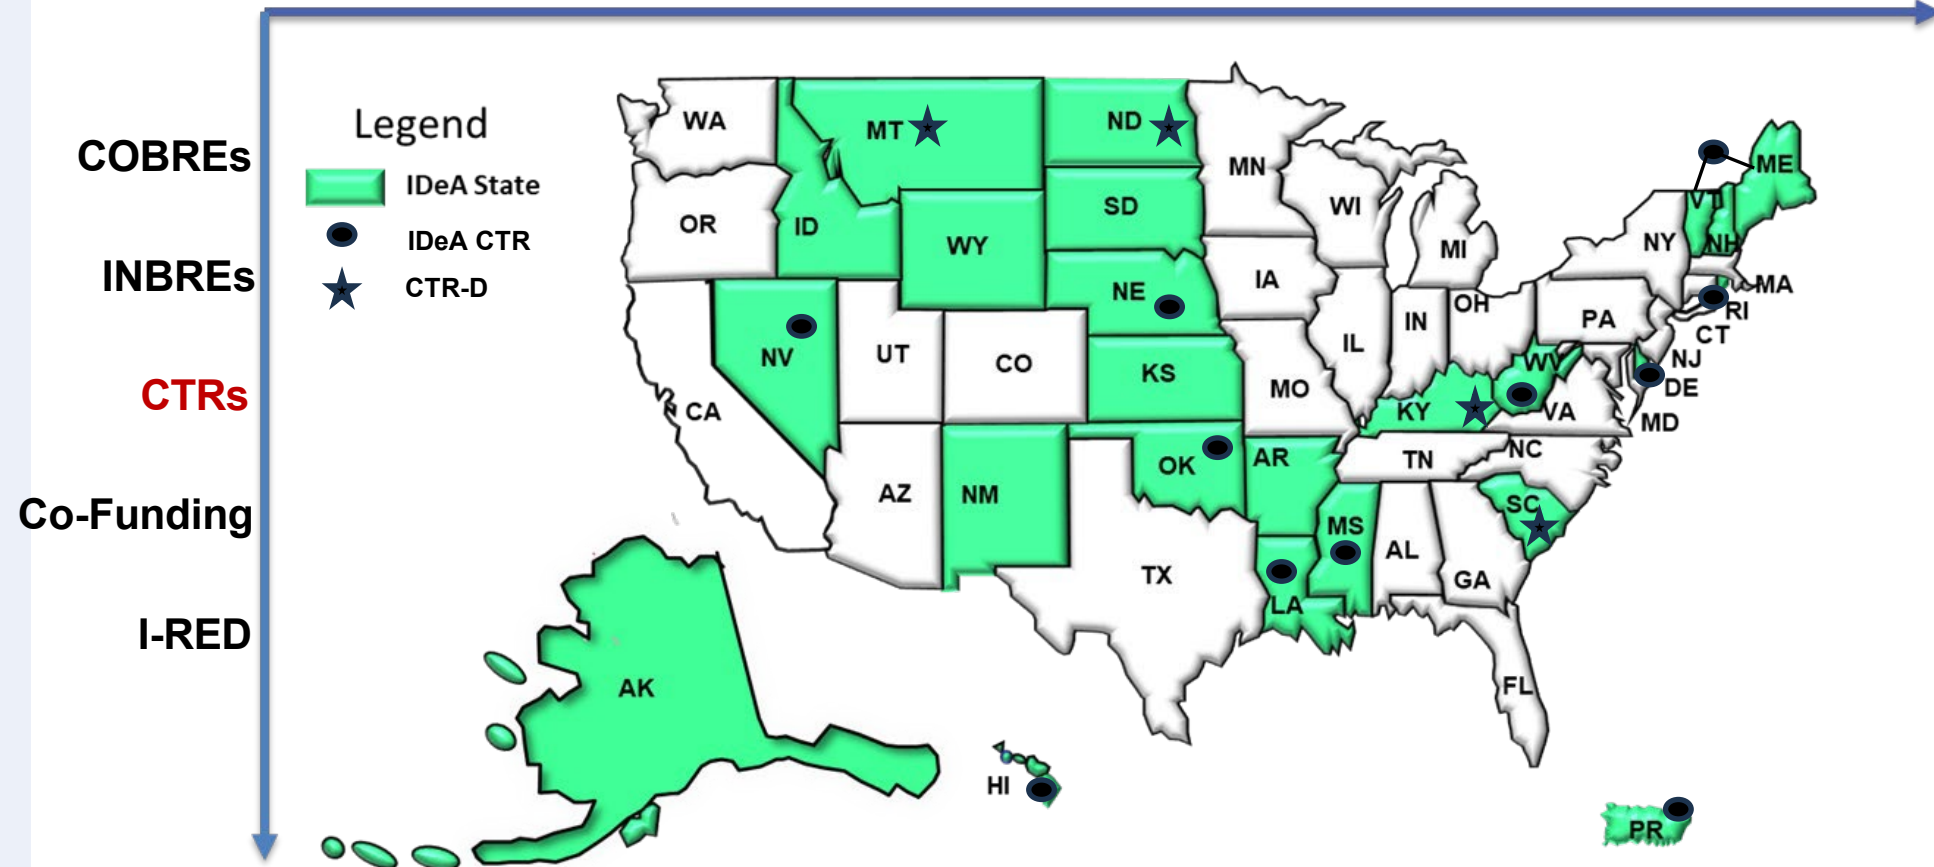 COBREs
INBREs
CTRs
Co-Funding
I-RED
Legend
IDeA State
IDeA CTR
CTR-D
WA
MT
ND
MN
ME
VT
NH
OR
ID
WY
SD
WI
MI
NY
MA
RI
CT
NV
UT
CO
NE
IA
IL
IN
OH
PA
NJ
DE
MD
CA
KS
MO
KY
WV
VA
AZ
NM
OK
AR
TN
NC
SC
TX
LA
MS
AL
GA
FL
AK
HI
PR